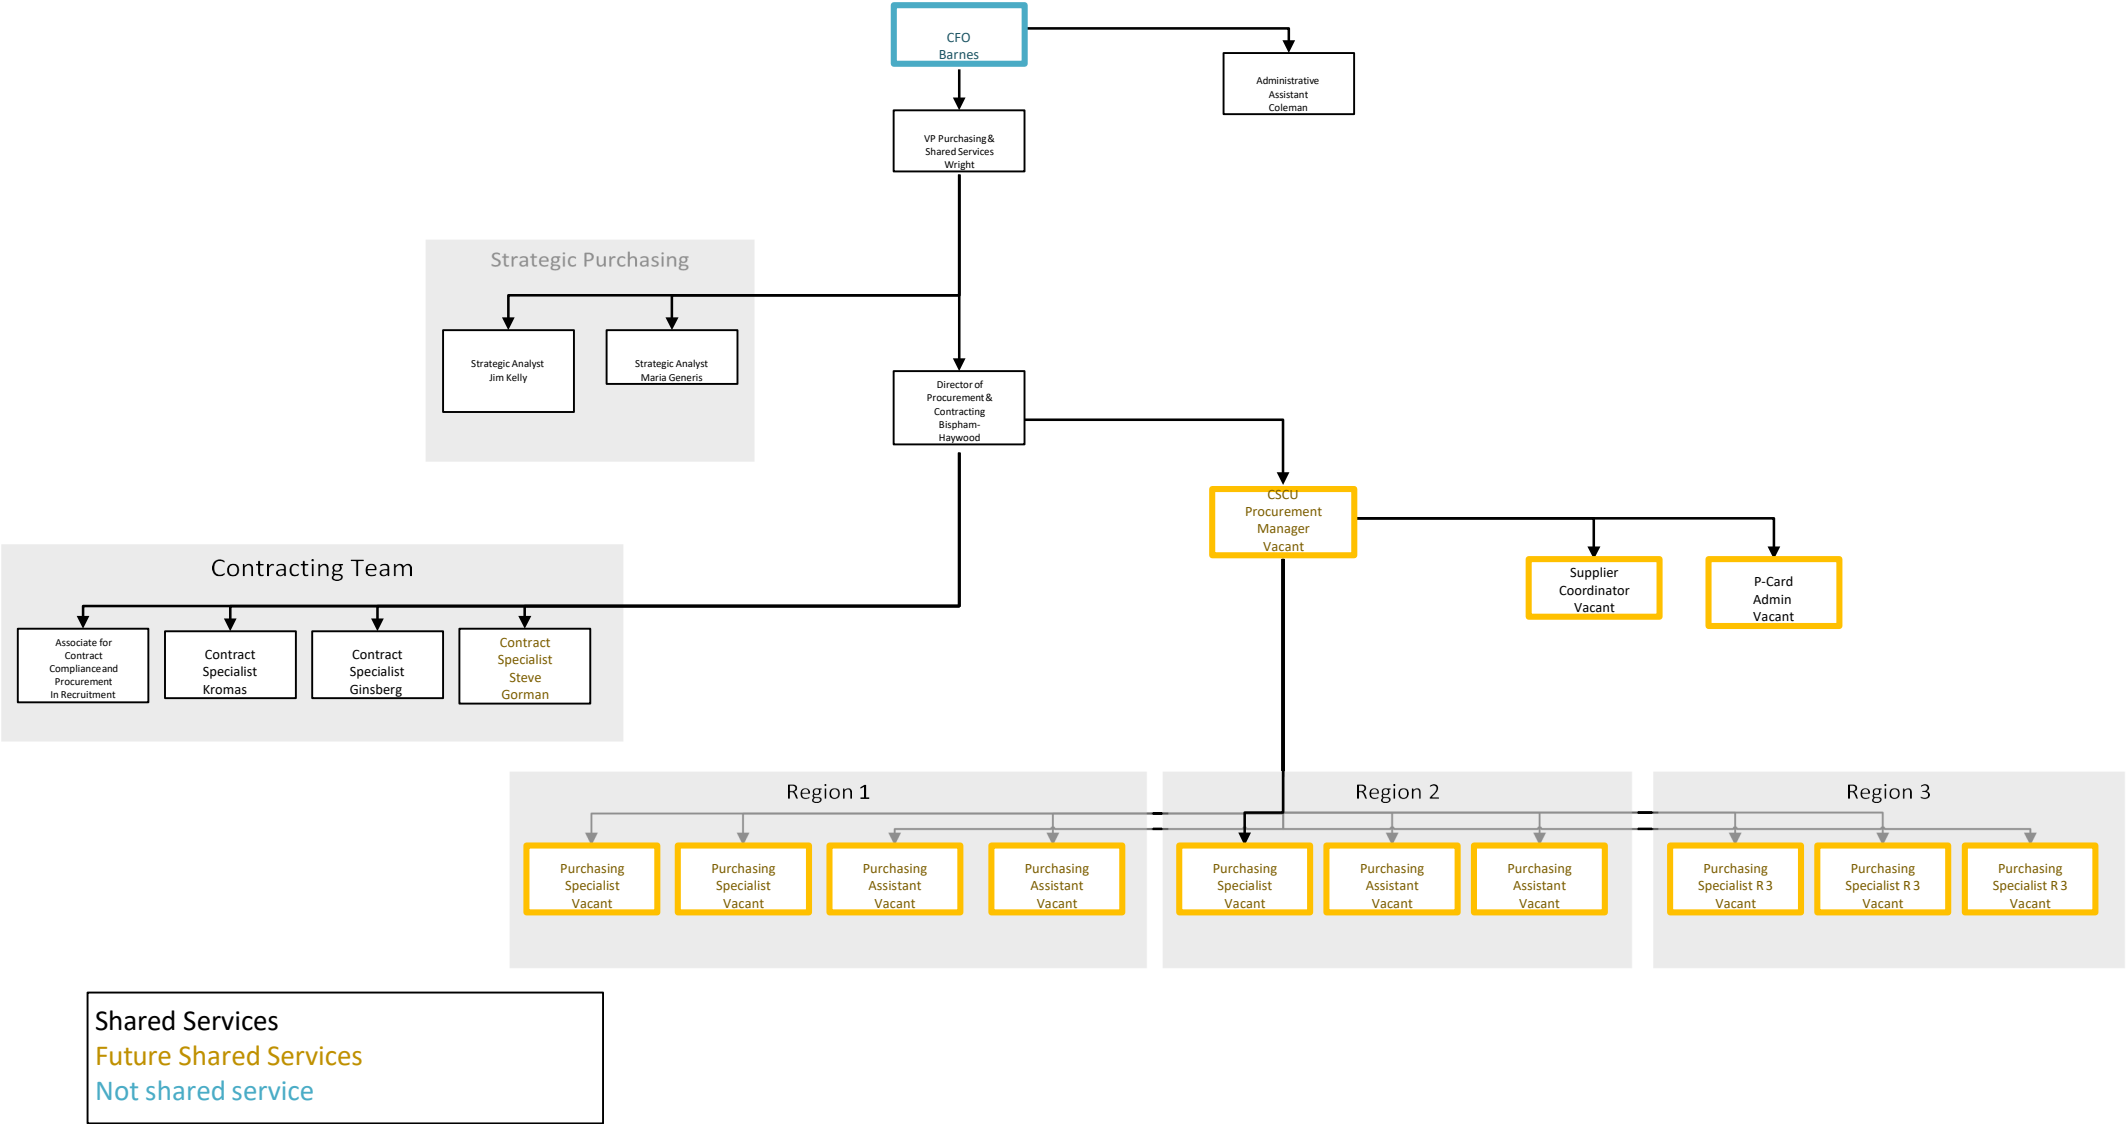 CFO
Barnes
Administrative
Assistant
Coleman
VP Purchasing &
Shared Services
Wright
Strategic Purchasing
Strategic Analyst
Jim Kelly
Strategic Analyst
Maria Generis
Director of
Procurement &
Contracting
Bispham-
Haywood
CSCU
Procurement
Manager
Vacant
Supplier
Coordinator
Vacant
P-Card
Admin
Vacant
Contracting Team
Associate for
Contract
Compliance and
Procurement
In Recruitment
Contract
Specialist
Kromas
Contract
Specialist
Ginsberg
Contract
Specialist
Steve
Gorman
Region 1
Purchasing
Specialist
Vacant
Purchasing
Specialist
Vacant
Purchasing
Assistant
Vacant
Purchasing
Assistant
Vacant
Region 2
Purchasing
Specialist
Vacant
Purchasing
Assistant
Vacant
Purchasing
Assistant
Vacant
Region 3
Purchasing
Specialist R 3
Vacant
Purchasing
Specialist R 3
Vacant
Purchasing
Specialist R 3
Vacant
Shared Services
Future Shared Services
Not shared service